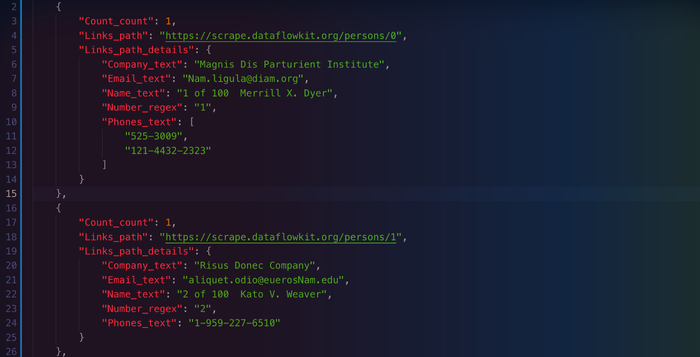 2 {
3 "Count_count": 1,
4 "Links_path": "https://scrape.dataflowkit.org/persons/0",
5 "Links_path_details": {
6 "Company_text": "Magnis Dis Parturient Institute",
7 "Email_text": "Nam.ligula@diam.org",
8 "Name_text": "1 of 100  Merrill X. Dyer",
9 "Number_regex": "1",
10 "Phones_text": [
11 "525-3009",
12 "121-4432-2323"
13 ]
14 }
15 },
16 {
17 "Count_count": 1,
18 "Links_path": "https://scrape.dataflowkit.org/persons/1",
19 "Links_path_details": {
20 "Company_text": "Risus Donec Company",
21 "Email_text": "aliquet.odio@euerosNam.edu",
22 "Name_text": "2 of 100  Kato V. Weaver",
23 "Number_regex": "2",
24 "Phones_text": "1-959-227-6510"
25 }
26 },